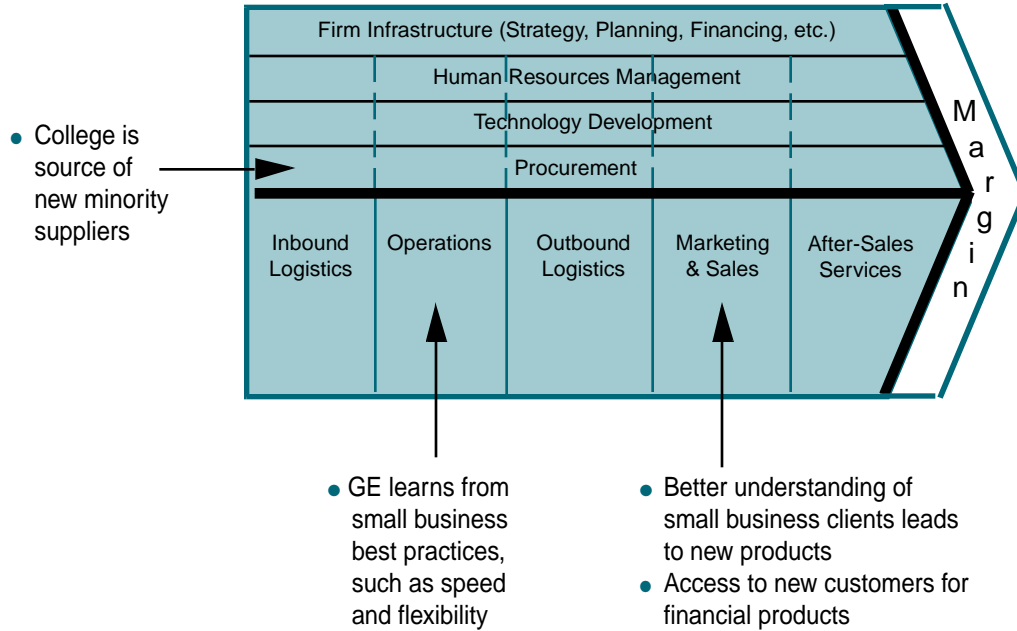 Firm Infrastructure (Strategy, Planning, Financing, etc.)
Human Resources Management
Technology Development
Procurement
Margin
• College is
source of
new minority
suppliers
Inbound
Logistics
Operations
Outbound
Logistics
Marketing
& Sales
After-Sales
Services
• GE learns from
small business
best practices,
such as speed
and flexibility
• Better understanding of
small business clients leads
to new products
• Access to new customers for
financial products